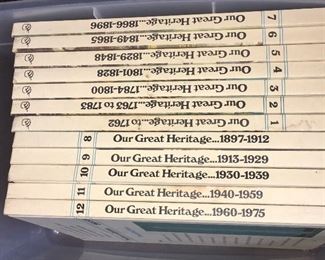 Our Great Heritage...1866-1896 7
Our Great Heritage...1849-1865 6
Our Great Heritage...1829-1848 5
Our Great Heritage...1801-1828 4
Our Great Heritage...1784-1800 3
Our Great Heritage...1763 to 1783 2
Our Great Heritage...to 1762 1
8 Our Great Heritage...1897-1912
9 Our Great Heritage...1913-1929
10 Our Great Heritage...1930-1939
11 Our Great Heritage...1940-1959
12 Our Great Heritage...1960-1975